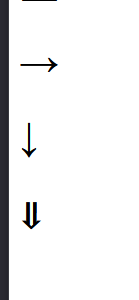 →
↓
⇓